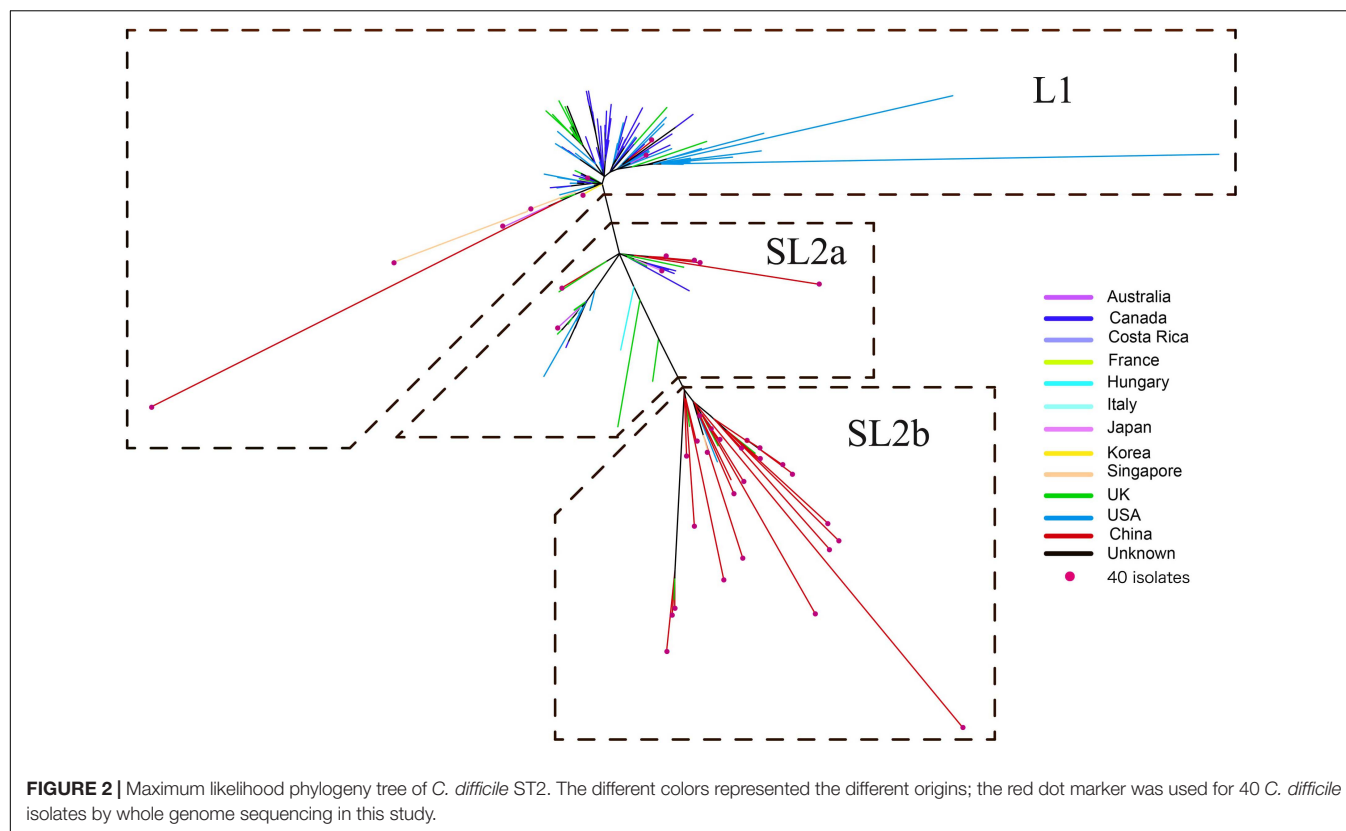 L1
SL2a
SL2b
Australia
Canada
Costa Rica
France
Hungary
Italy
Japan
Korea
Singapore
UK
USA
China
Unknown
40 isolates
FIGURE 2 | Maximum likelihood phylogeny tree of C. difficile ST2. The different colors represented the different origins; the red dot marker was used for 40 C. difficile
isolates by whole genome sequencing in this study.